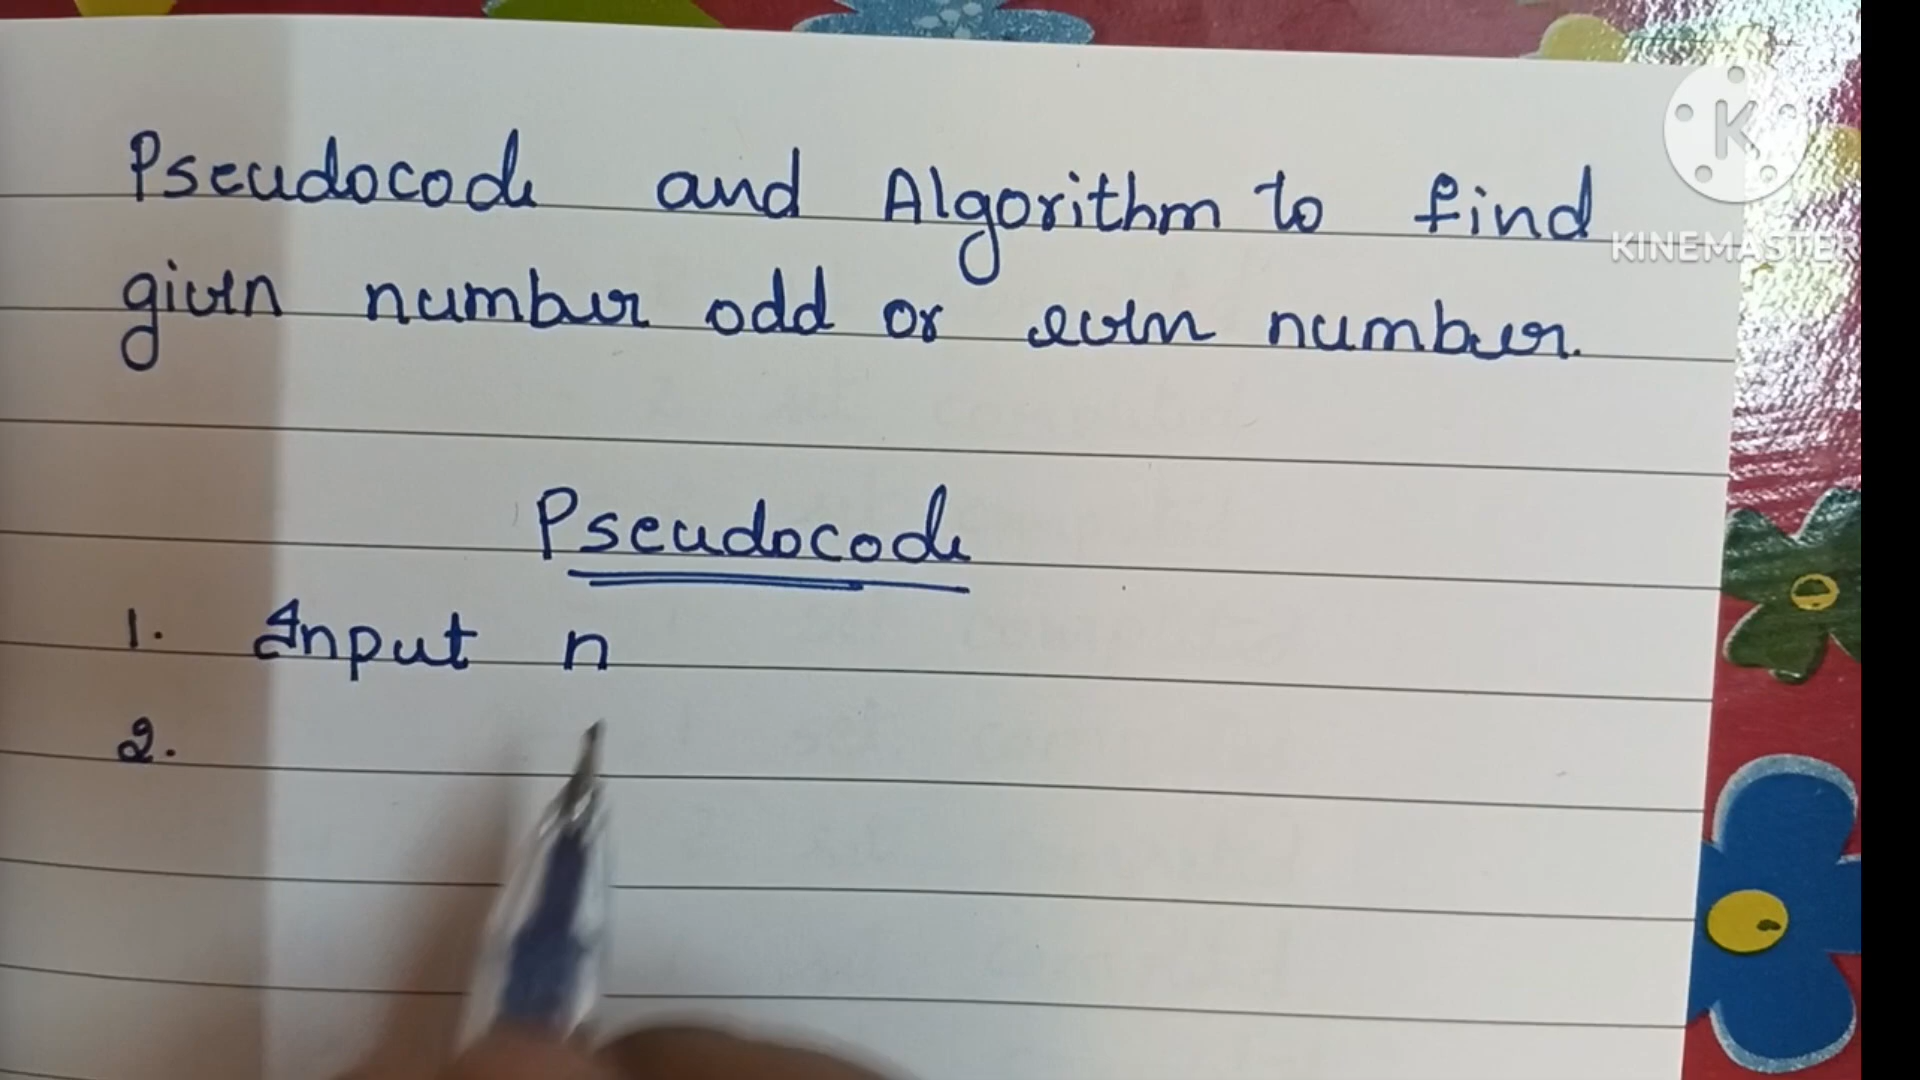 Pseudocode and Algorithm to find
given number odd or even number.
Pseudocode
1. Input n
2.
K
KINEMASTER